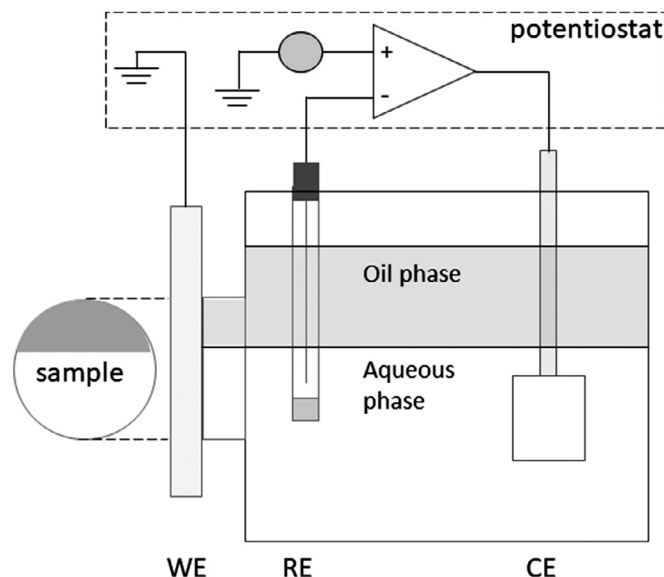 potentiostat
+
-
Oil phase
sample
Aqueous
phase
WE
RE
CE